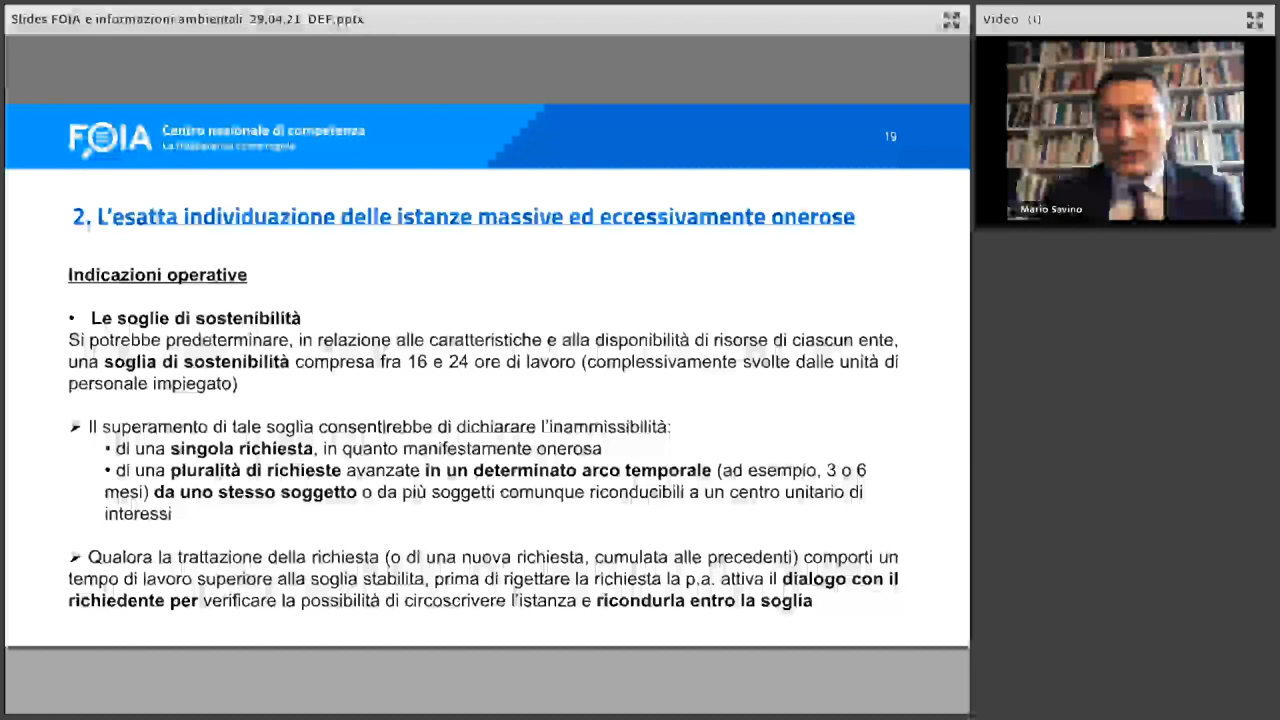 Slides FOIA e informazioni ambientali 29.04.21 DEF.pptx
Video (1)
FOIA
Centro nazionale di competenza
19
Mario Savino
2. L'esatta individuazione delle istanze massive ed eccessivamente onerose
Indicazioni operative
• Le soglie di sostenibilità
Si potrebbe predeterminare, in relazione alle caratteristiche e alla disponibilità di risorse di ciascun ente,
una soglia di sostenibilità compresa fra 16 e 24 ore di lavoro (complessivamente svolte dalle unità di
personale impiegato)
➢ Il superamento di tale soglia consentirebbe di dichiarare l'inammissibilità:
• di una singola richiesta, in quanto manifestamente onerosa
• di una pluralità di richieste avanzate in un determinato arco temporale (ad esempio, 3 o 6
mesi) da uno stesso soggetto o da più soggetti comunque riconducibili a un centro unitario di
interessi
➢ Qualora la trattazione della richiesta (o di una nuova richiesta, cumulata alle precedenti) comporti un
tempo di lavoro superiore alla soglia stabilita, prima di rigettare la richiesta la p.a. attiva il dialogo con il
richiedente per verificare la possibilità di circoscrivere l'istanza e ricondurla entro la soglia